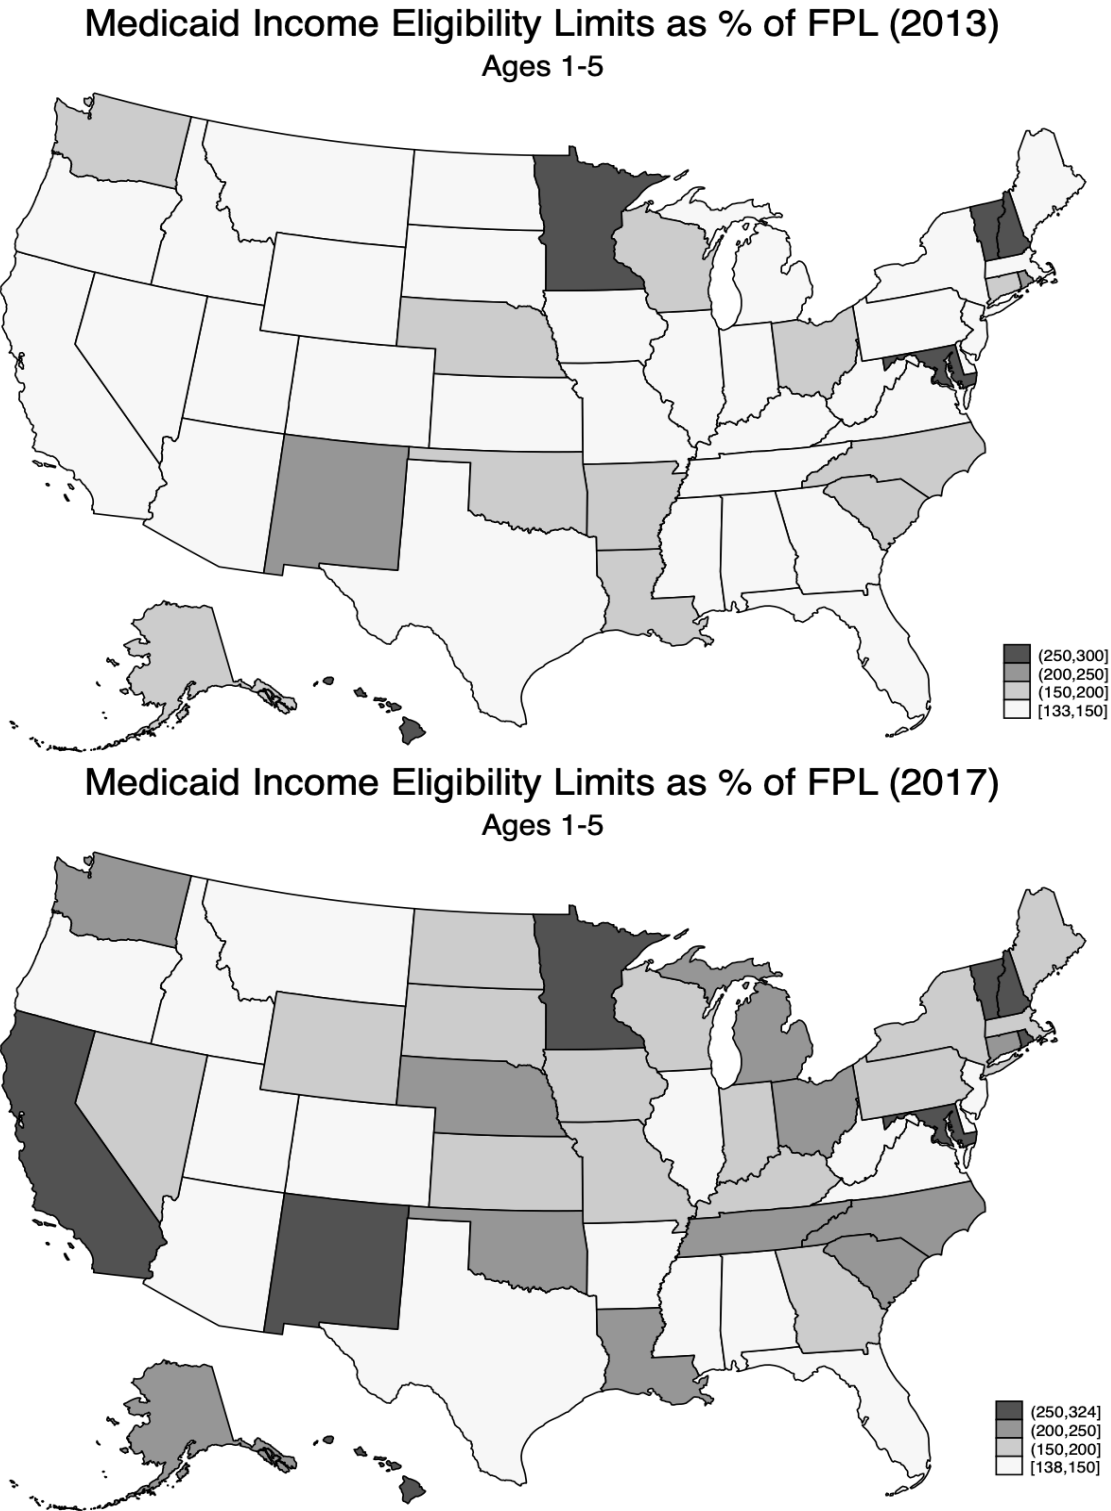 Medicaid Income Eligibility Limits as % of FPL (2013)
Ages 1-5
(250,300]
(200,250]
(150,200]
[133,150]
Medicaid Income Eligibility Limits as % of FPL (2017)
Ages 1-5
(250,324]
(200,250]
(150,200]
[138,150]